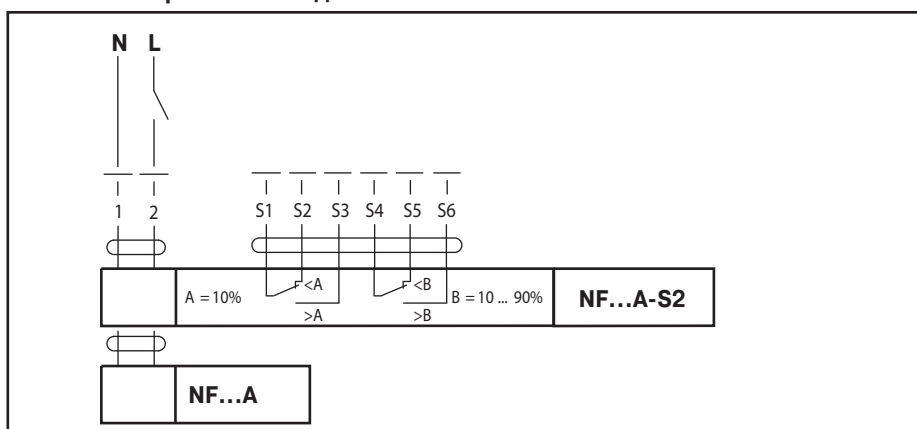 N L
1 2 S1 S2 S3 S4 S5 S6
A = 10% <A <B B = 10 ... 90% NF...A-S2
>A >B
NF...A